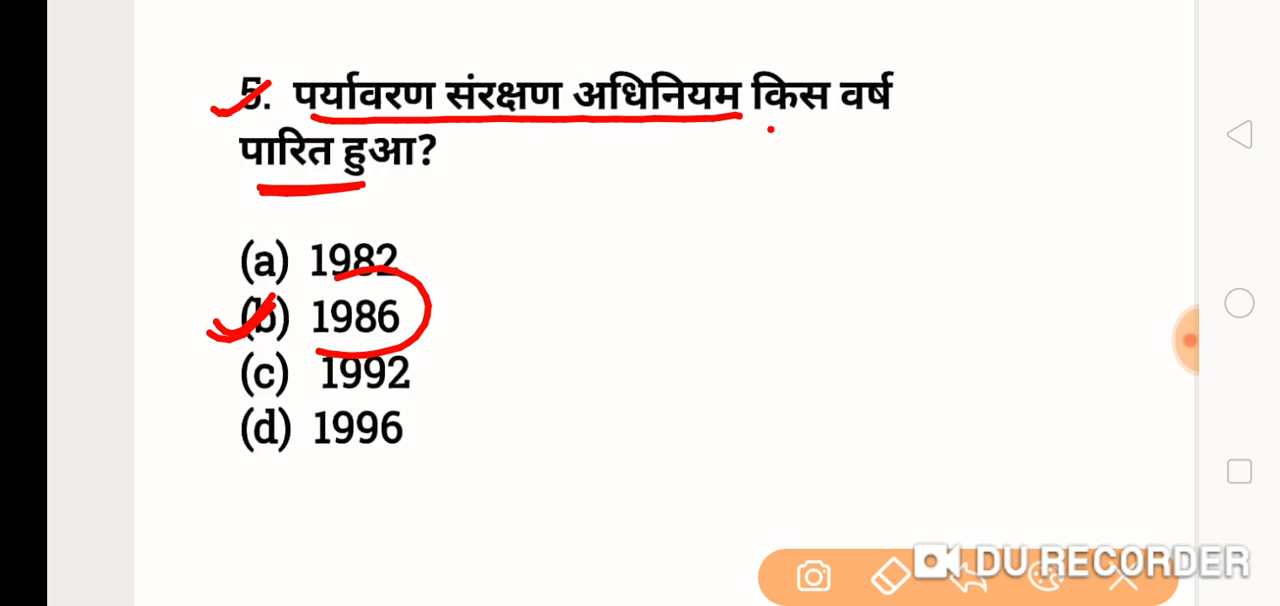 5. पर्यावरण संरक्षण अधिनियम किस वर्ष
पारित हुआ?
(a) 1982
(b) 1986
(c) 1992
(d) 1996
DU RECORDER